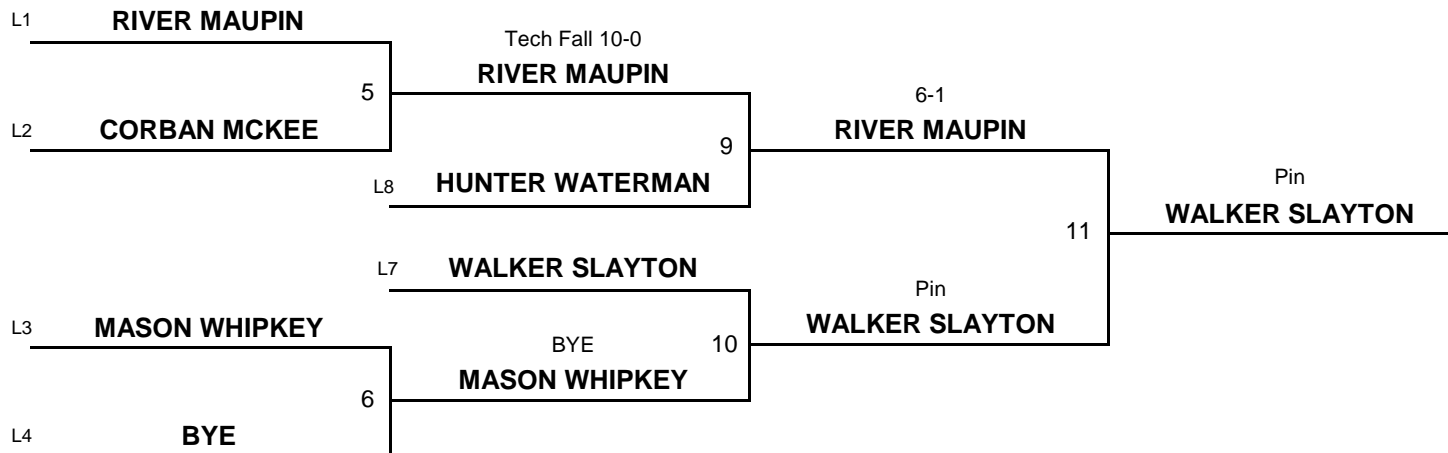 L1 RIVER MAUPIN
Tech Fall 10-0
RIVER MAUPIN
5
6-1
L2 CORBAN MCKEE
RIVER MAUPIN
9
L8 HUNTER WATERMAN
Pin
WALKER SLAYTON
11
L7 WALKER SLAYTON
Pin
L3 MASON WHIPKEY
WALKER SLAYTON
BYE
10
MASON WHIPKEY
6
L4 BYE